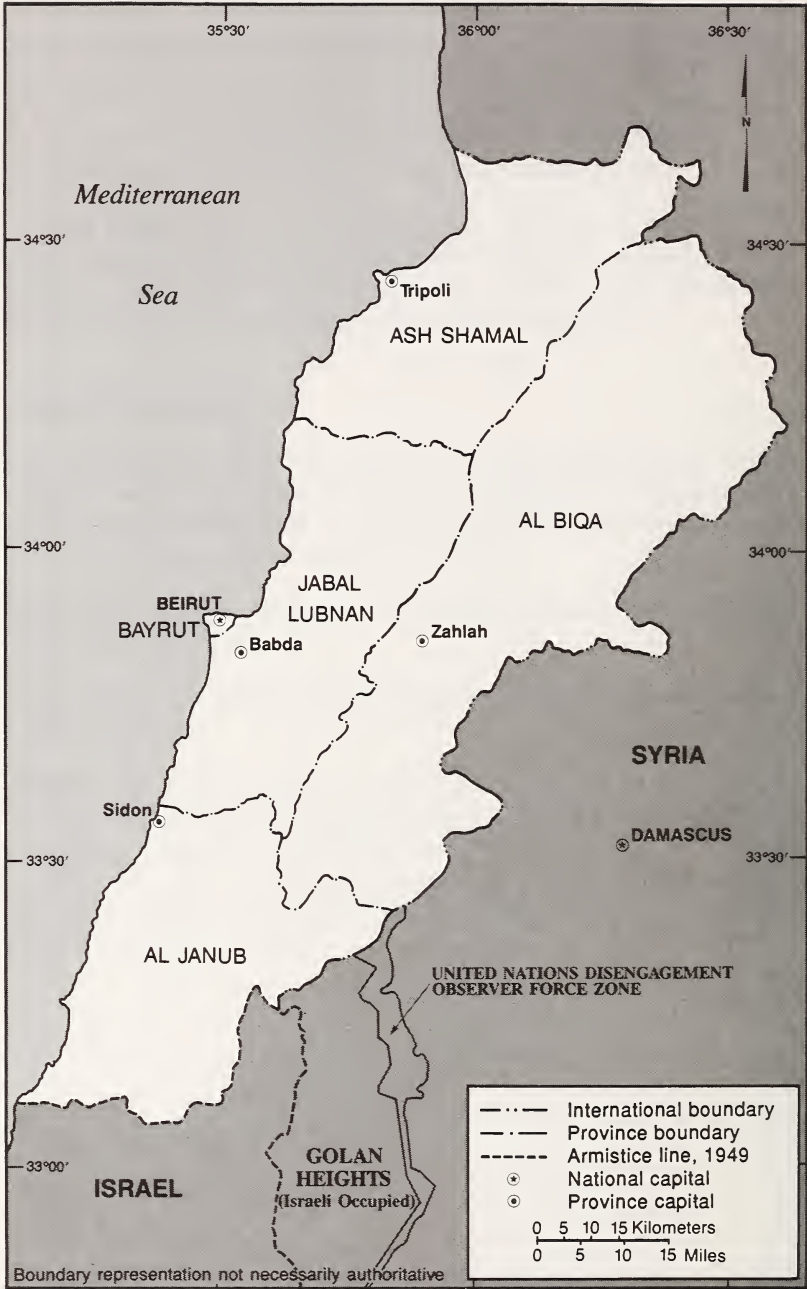 35°30'
36°00'
36°30'
N
Mediterranean
Sea
34°30'
34°30'
Tripoli
ASH SHAMAL
AL BIQA
34°00'
34°00'
JABAL
LUBNAN
BEIRUT
BAYRUT
Babda
Zahlah
SYRIA
Sidon
DAMASCUS
33°30'
33°30'
AL JANUB
UNITED NATIONS DISENGAGEMENT
OBSERVER FORCE ZONE
International boundary
Province boundary
Armistice line, 1949
National capital
Province capital
0 5 10 15 Kilometers
0 5 10 15 Miles
33°00'
GOLAN
HEIGHTS
(Israeli Occupied)
ISRAEL
Boundary representation not necessarily authoritative